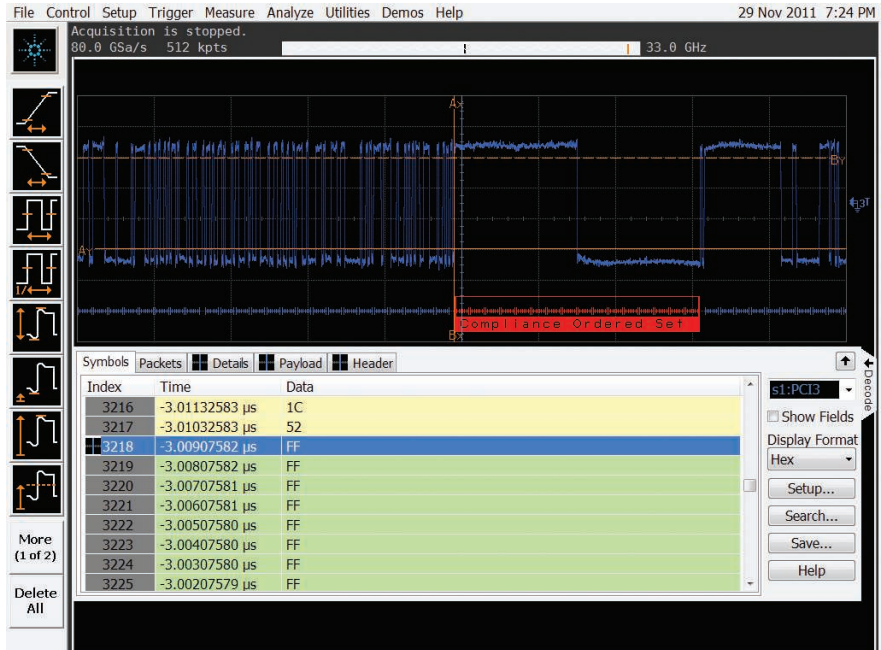 File Control Setup Trigger Measure Analyze Utilities Demos Help 29 Nov 2011 7:24 PM
Acquisition is stopped.
80.0 GSa/s 512 kpts 33.0 GHz
Ax
By
3T
Ay
Compliance Ordered Set
Bx
Symbols Packets Details Payload Header
Decode
Index Time Data
3216 -3.01132583 µs 1C
3217 -3.01032583 µs 52
3218 -3.00907582 µs FF
3219 -3.00807582 µs FF
3220 -3.00707581 µs FF
3221 -3.00607581 µs FF
3222 -3.00507580 µs FF
3223 -3.00407580 µs FF
3224 -3.00307580 µs FF
3225 -3.00207579 µs FF
s1:PCI3
Show Fields
Display Format
Hex
Setup...
Search...
Save...
Help
1/
More
(1 of 2)
Delete
All